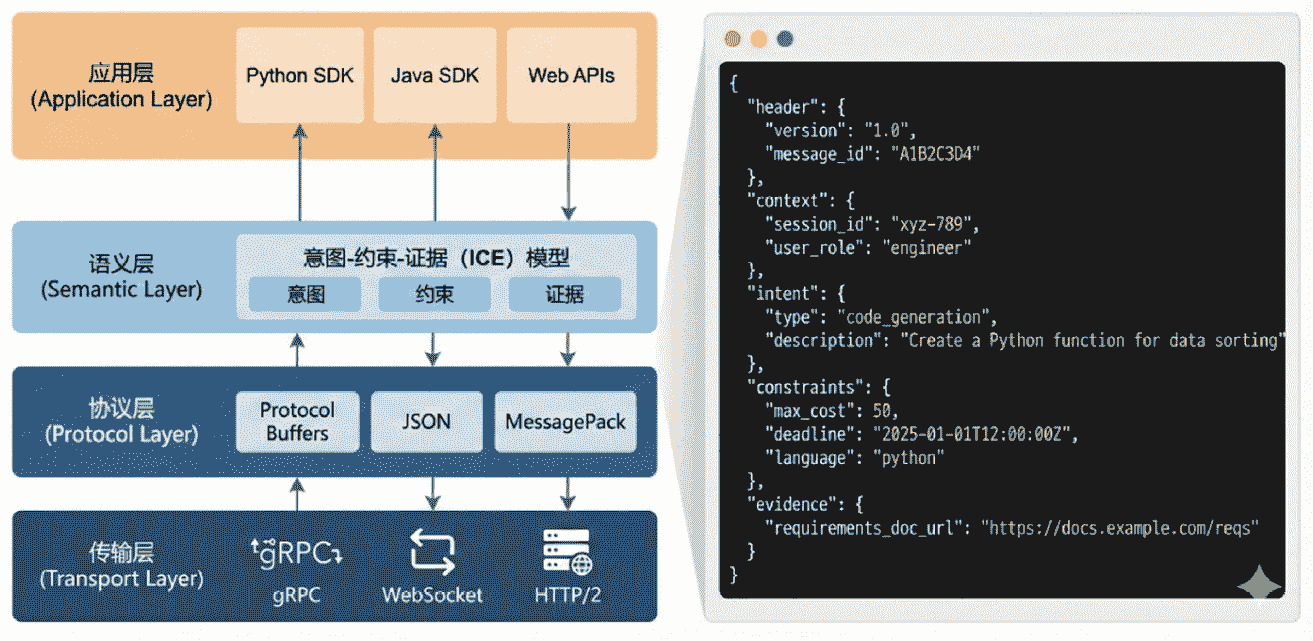 应用层
(Application Layer)
Python SDK
Java SDK
Web APIs
语义层
(Semantic Layer)
意图-约束-证据（ICE）模型
意图
约束
证据
协议层
(Protocol Layer)
Protocol
Buffers
JSON
MessagePack
传输层
(Transport Layer)
gRPC
gRPC
WebSocket
HTTP/2
{
"header": {
"version": "1.0",
"message_id": "A1B2C3D4"
},
"context": {
"session_id": "xyz-789",
"user_role": "engineer"
},
"intent": {
"type": "code_generation",
"description": "Create a Python function for data sorting"
},
"constraints": {
"max_cost": 50,
"deadline": "2025-01-01T12:00:00Z",
"language": "python"
},
"evidence": {
"requirements_doc_url": "https://docs.example.com/reqs"
}
}